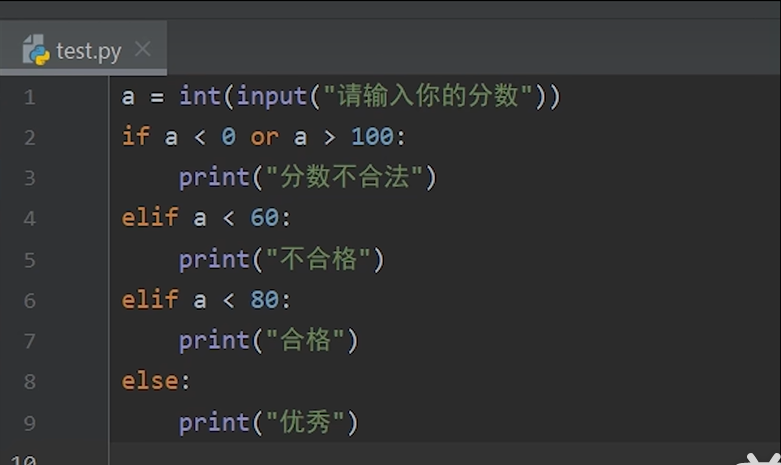 test.py
1 a = int(input("请输入你的分数"))
2 if a < 0 or a > 100:
3     print("分数不合法")
4 elif a < 60:
5     print("不合格")
6 elif a < 80:
7     print("合格")
8 else:
9     print("优秀")
10